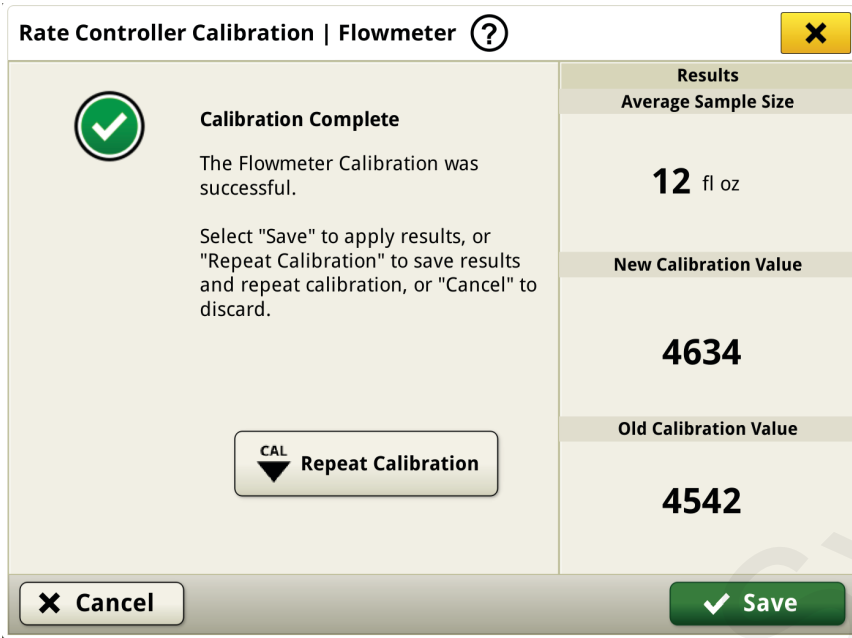 Rate Controller Calibration | Flowmeter ?
Calibration Complete
The Flowmeter Calibration was
successful.
Select "Save" to apply results, or
"Repeat Calibration" to save results
and repeat calibration, or "Cancel" to
discard.
CAL
Repeat Calibration
Results
Average Sample Size
12 fl oz
New Calibration Value
4634
Old Calibration Value
4542
Cancel
Save